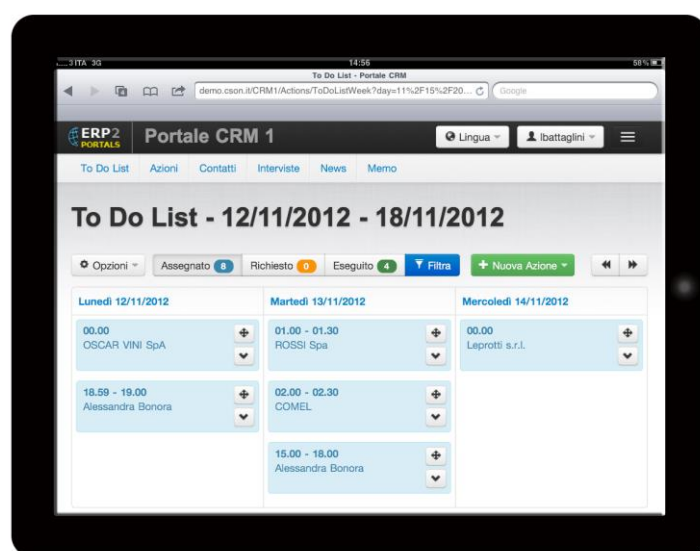 3 ITA 3G 14:56 58%
To Do List - Portale CRM
demo.cson.it/CRM1/Actions/ToDoListWeek?day=11%2F15%2F20... Google
ERP2 PORTALS Portale CRM 1 Lingua lbattaglini
To Do List Azioni Contatti Interviste News Memo
To Do List - 12/11/2012 - 18/11/2012
Opzioni Assegnato 8 Richiesto 0 Eseguito 4 Filtra + Nuova Azione
Lunedì 12/11/2012 Martedì 13/11/2012 Mercoledì 14/11/2012
00.00 01.00 - 01.30 00.00
OSCAR VINI SpA ROSSI Spa Leprotti s.r.l.
18.59 - 19.00 02.00 - 02.30
Alessandra Bonora COMEL
15.00 - 18.00
Alessandra Bonora